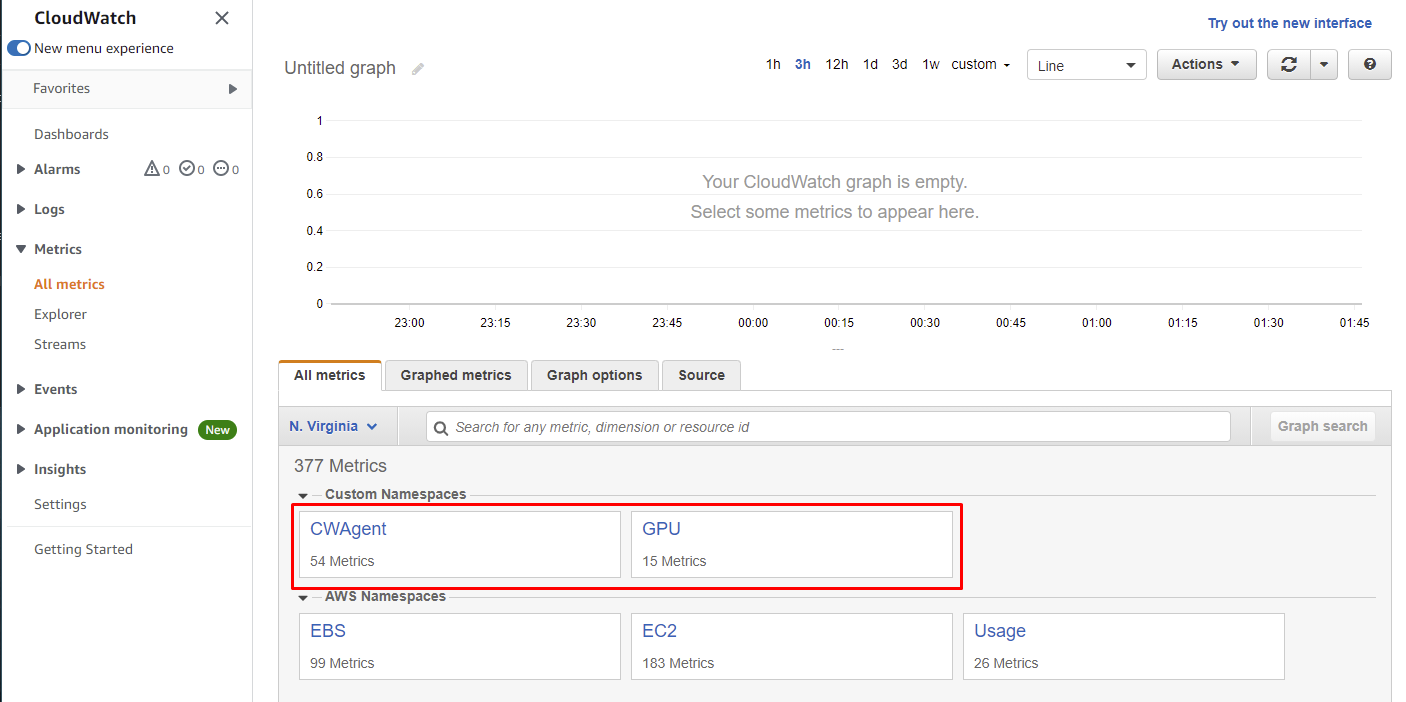 CloudWatch
New menu experience
Favorites
Dashboards
Alarms 0 0 0
Logs
Metrics
All metrics
Explorer
Streams
Events
Application monitoring New
Insights
Settings
Getting Started
Try out the new interface
Untitled graph
1h 3h 12h 1d 3d 1w custom
Line
Actions
1
0.8
0.6
0.4
0.2
0
Your CloudWatch graph is empty.
Select some metrics to appear here.
23:00 23:15 23:30 23:45 00:00 00:15 00:30 00:45 01:00 01:15 01:30 01:45
All metrics Graphed metrics Graph options Source
N. Virginia
Search for any metric, dimension or resource id
Graph search
377 Metrics
Custom Namespaces
CWAgent
54 Metrics
GPU
15 Metrics
AWS Namespaces
EBS
99 Metrics
EC2
183 Metrics
Usage
26 Metrics